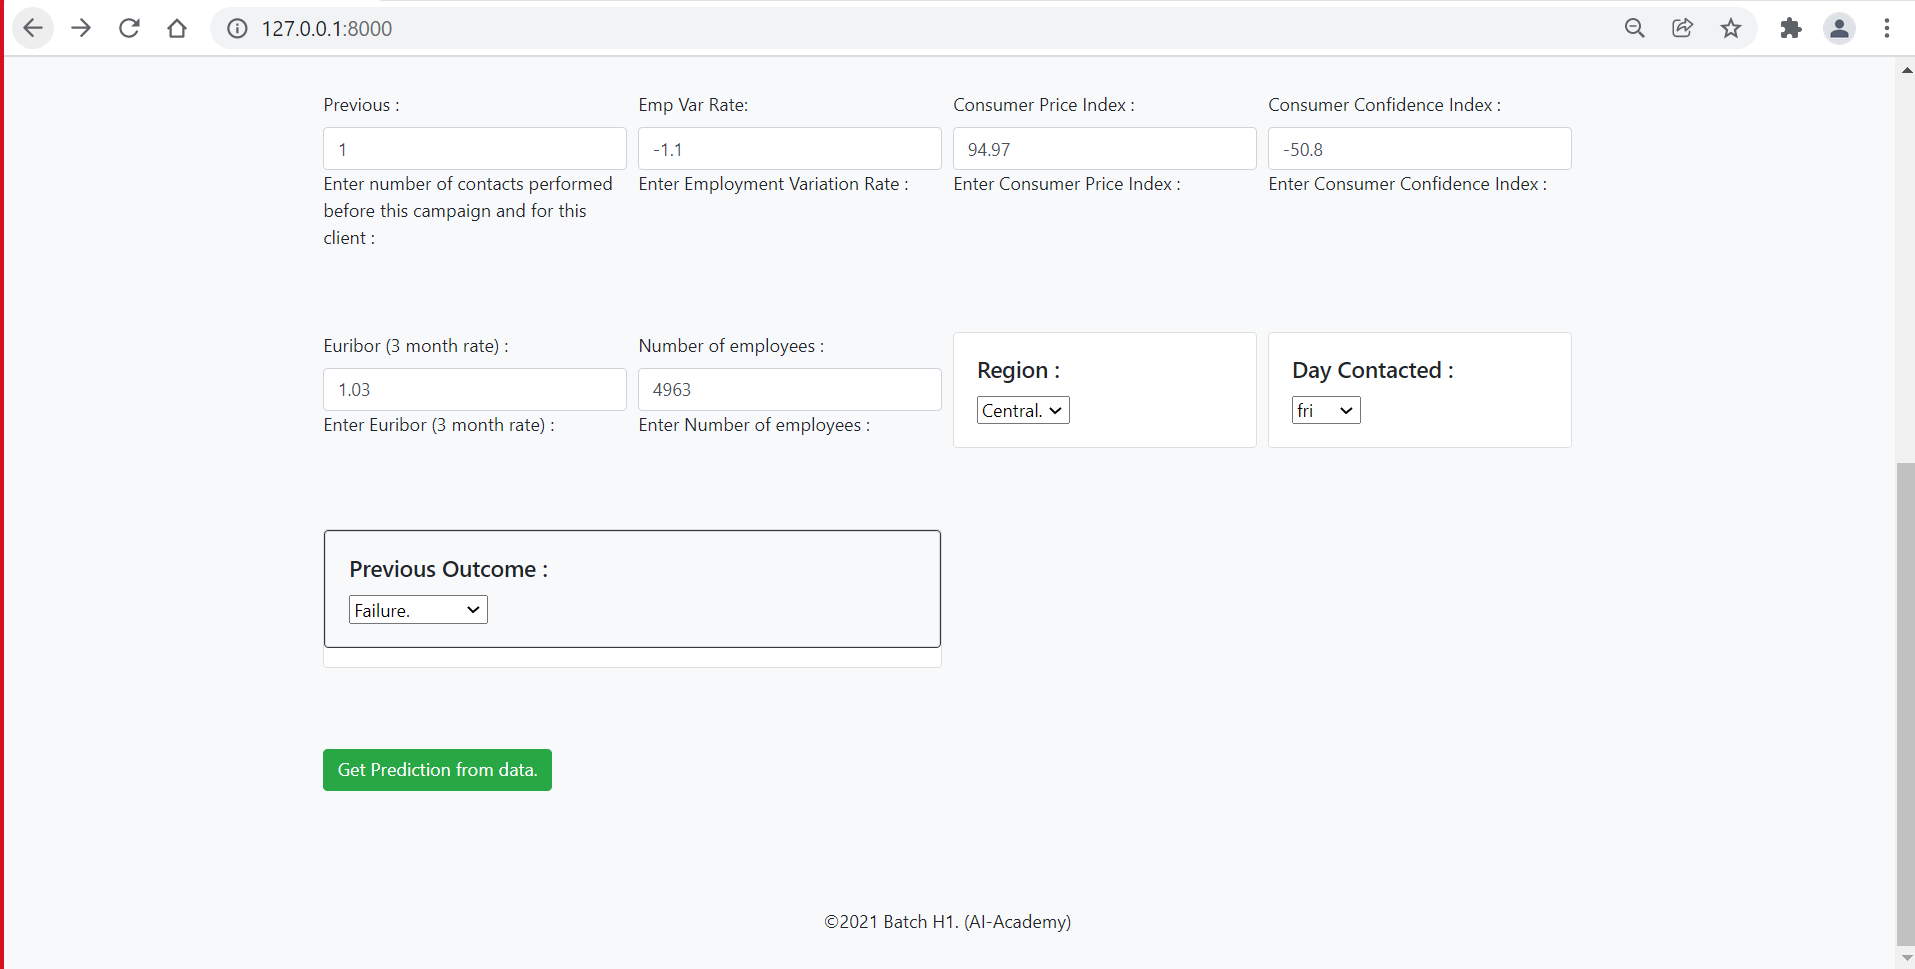 127.0.0.1:8000
Previous :
Emp Var Rate:
Consumer Price Index :
Consumer Confidence Index :
1
-1.1
94.97
-50.8
Enter number of contacts performed
before this campaign and for this
client :
Enter Employment Variation Rate :
Enter Consumer Price Index :
Enter Consumer Confidence Index :
Euribor (3 month rate) :
Number of employees :
1.03
4963
Enter Euribor (3 month rate) :
Enter Number of employees :
Region :
Central.
Day Contacted :
fri
Previous Outcome :
Failure.
Get Prediction from data.
©2021 Batch H1. (AI-Academy)